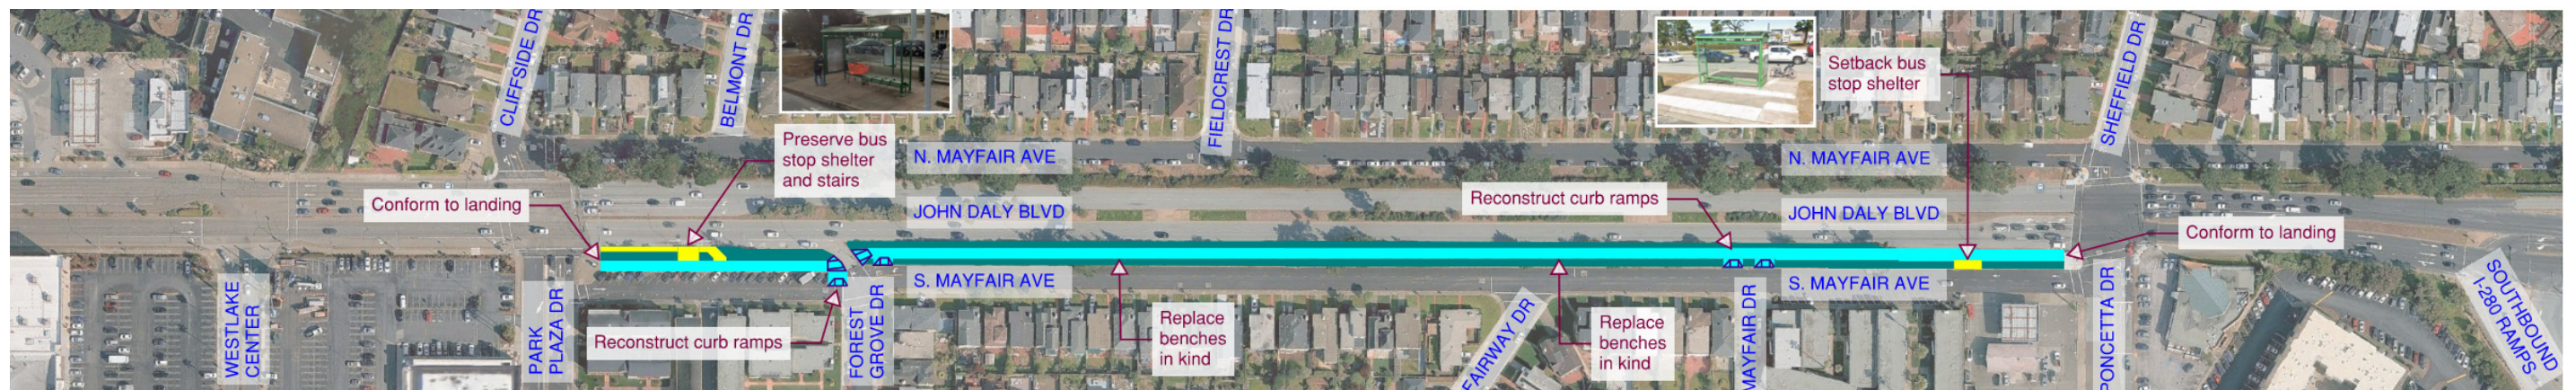 CLIFFSIDE DR
BELMONT DR
FIELDCREST DR
SHEFFIELD DR
Setback bus
stop shelter
Preserve bus
stop shelter
and stairs
N. MAYFAIR AVE
N. MAYFAIR AVE
Conform to landing
JOHN DALY BLVD
Reconstruct curb ramps
JOHN DALY BLVD
Conform to landing
S. MAYFAIR AVE
S. MAYFAIR AVE
WESTLAKE
CENTER
PARK
PLAZA DR
Reconstruct curb ramps
FOREST
GROVE DR
Replace
benches
in kind
FAIRWAY DR
Replace
benches
in kind
MAYFAIR DR
PONCETTA DR
SOUTHBOUND
I-280 RAMPS